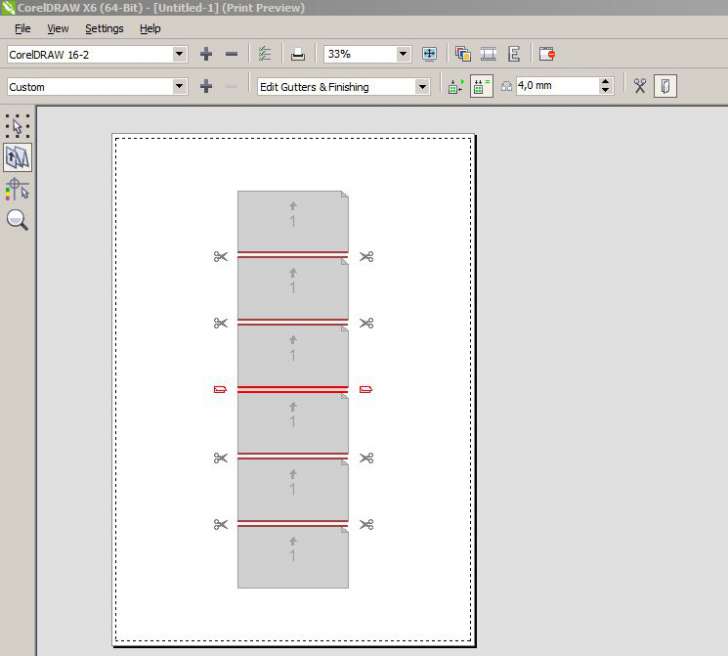 CorelDRAW X6 (64-Bit) - [Untitled-1] (Print Preview)
File View Settings Help
CorelDRAW 16-2 33%
Custom Edit Gutters & Finishing 4,0 mm
1
1
1
1
1
1